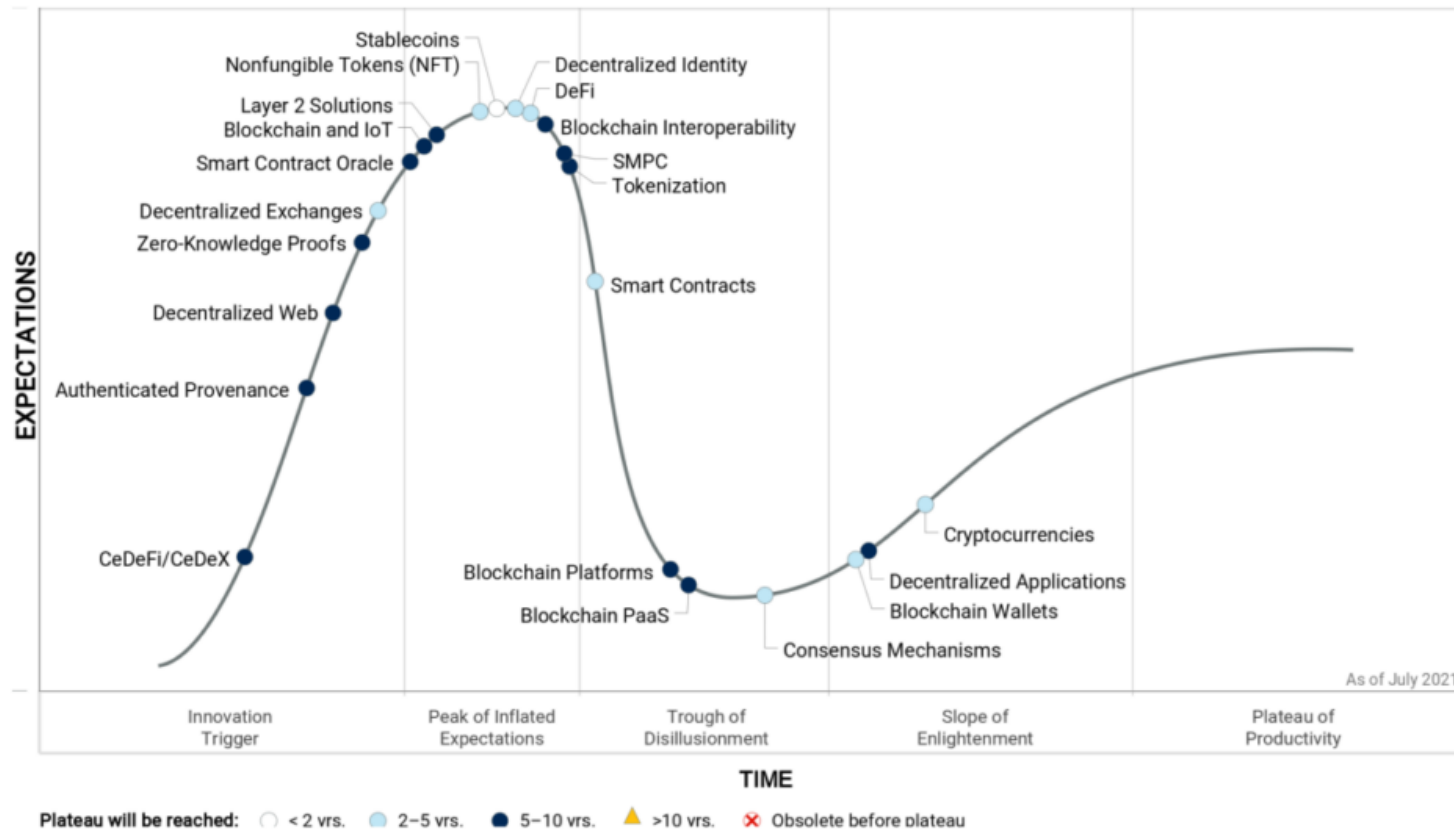 Stablecoins
Nonfungible Tokens (NFT)
Decentralized Identity
DeFi
Layer 2 Solutions
Blockchain and IoT
Blockchain Interoperability
Smart Contract Oracle
SMPC
Tokenization
Decentralized Exchanges
Zero-Knowledge Proofs
Smart Contracts
Decentralized Web
Authenticated Provenance
EXPECTATIONS
Cryptocurrencies
CeDeFi/CeDeX
Blockchain Platforms
Decentralized Applications
Blockchain PaaS
Blockchain Wallets
Consensus Mechanisms
As of July 2021
Innovation
Trigger
Peak of Inflated
Expectations
Trough of
Disillusionment
Slope of
Enlightenment
Plateau of
Productivity
TIME
Plateau will be reached: < 2 yrs. 2–5 yrs. 5–10 yrs. >10 yrs. Obsolete before plateau